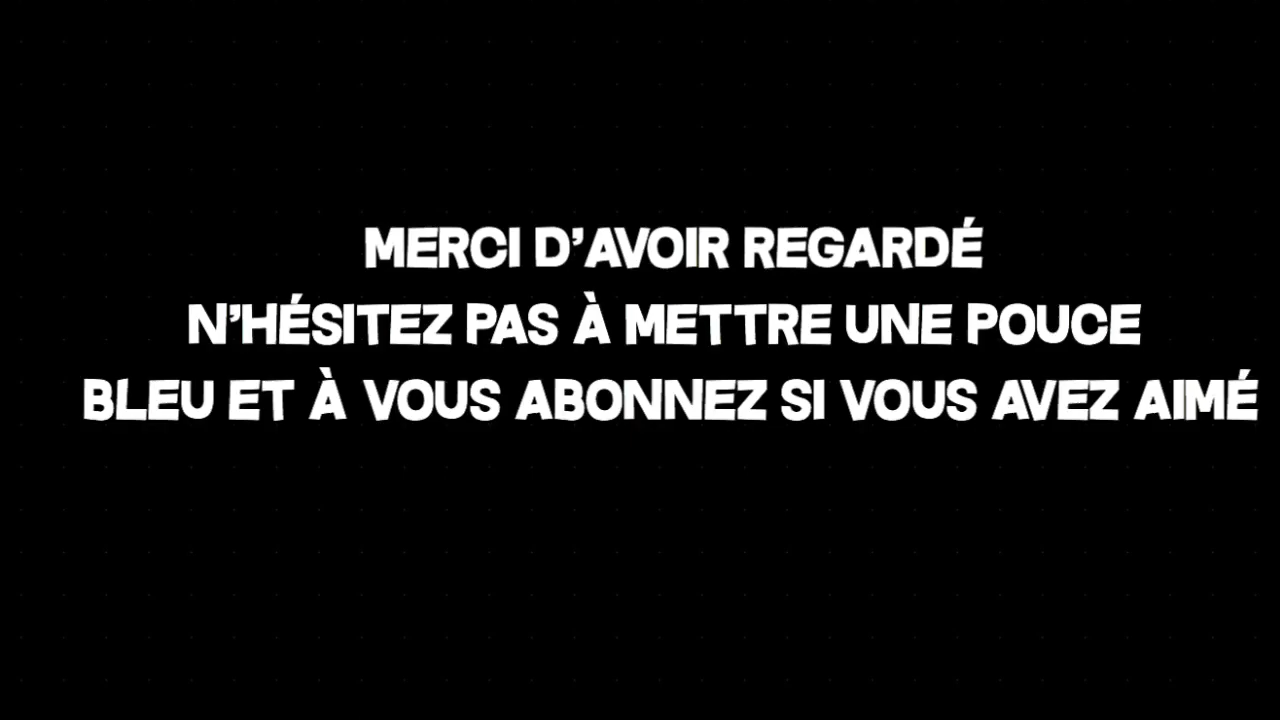 MERCI D’AVOIR REGARDÉ
N’HÉSITEZ PAS À METTRE UNE POUCE
BLEU ET À VOUS ABONNEZ SI VOUS AVEZ AIMÉ